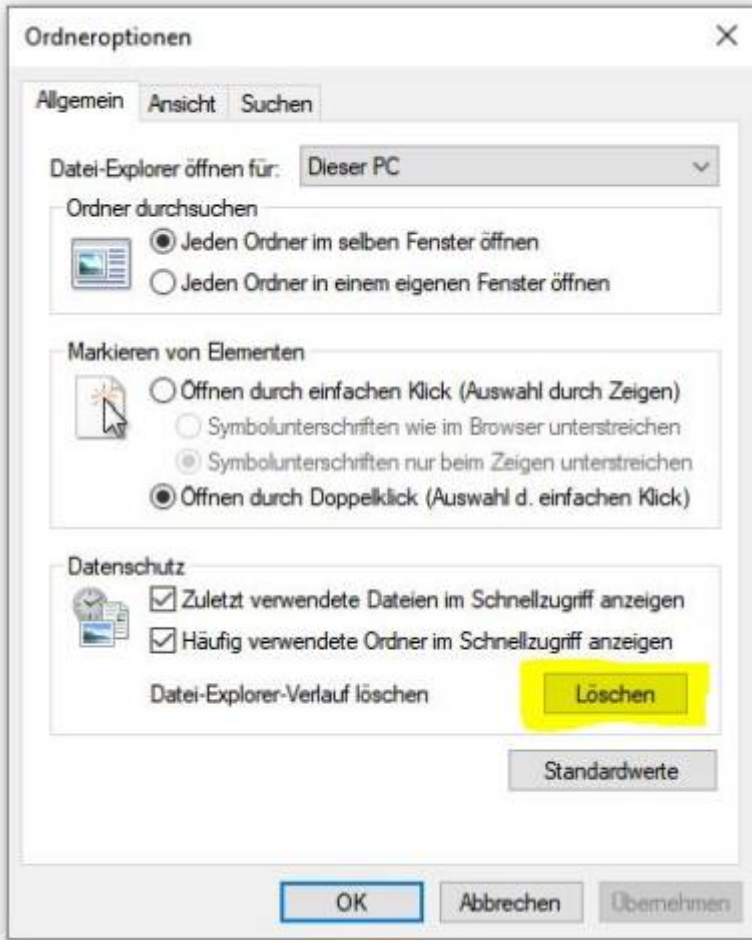 Ordneroptionen
Allgemein Ansicht Suchen
Datei-Explorer öffnen für: Dieser PC
Ordner durchsuchen
Jeden Ordner im selben Fenster öffnen
Jeden Ordner in einem eigenen Fenster öffnen
Markieren von Elementen
Öffnen durch einfachen Klick (Auswahl durch Zeigen)
Symbolunterschriften wie im Browser unterstreichen
Symbolunterschriften nur beim Zeigen unterstreichen
Öffnen durch Doppelklick (Auswahl d. einfachen Klick)
Datenschutz
Zuletzt verwendete Dateien im Schnellzugriff anzeigen
Häufig verwendete Ordner im Schnellzugriff anzeigen
Datei-Explorer-Verlauf löschen Löschen
Standardwerte
OK Abbrechen Übernehmen